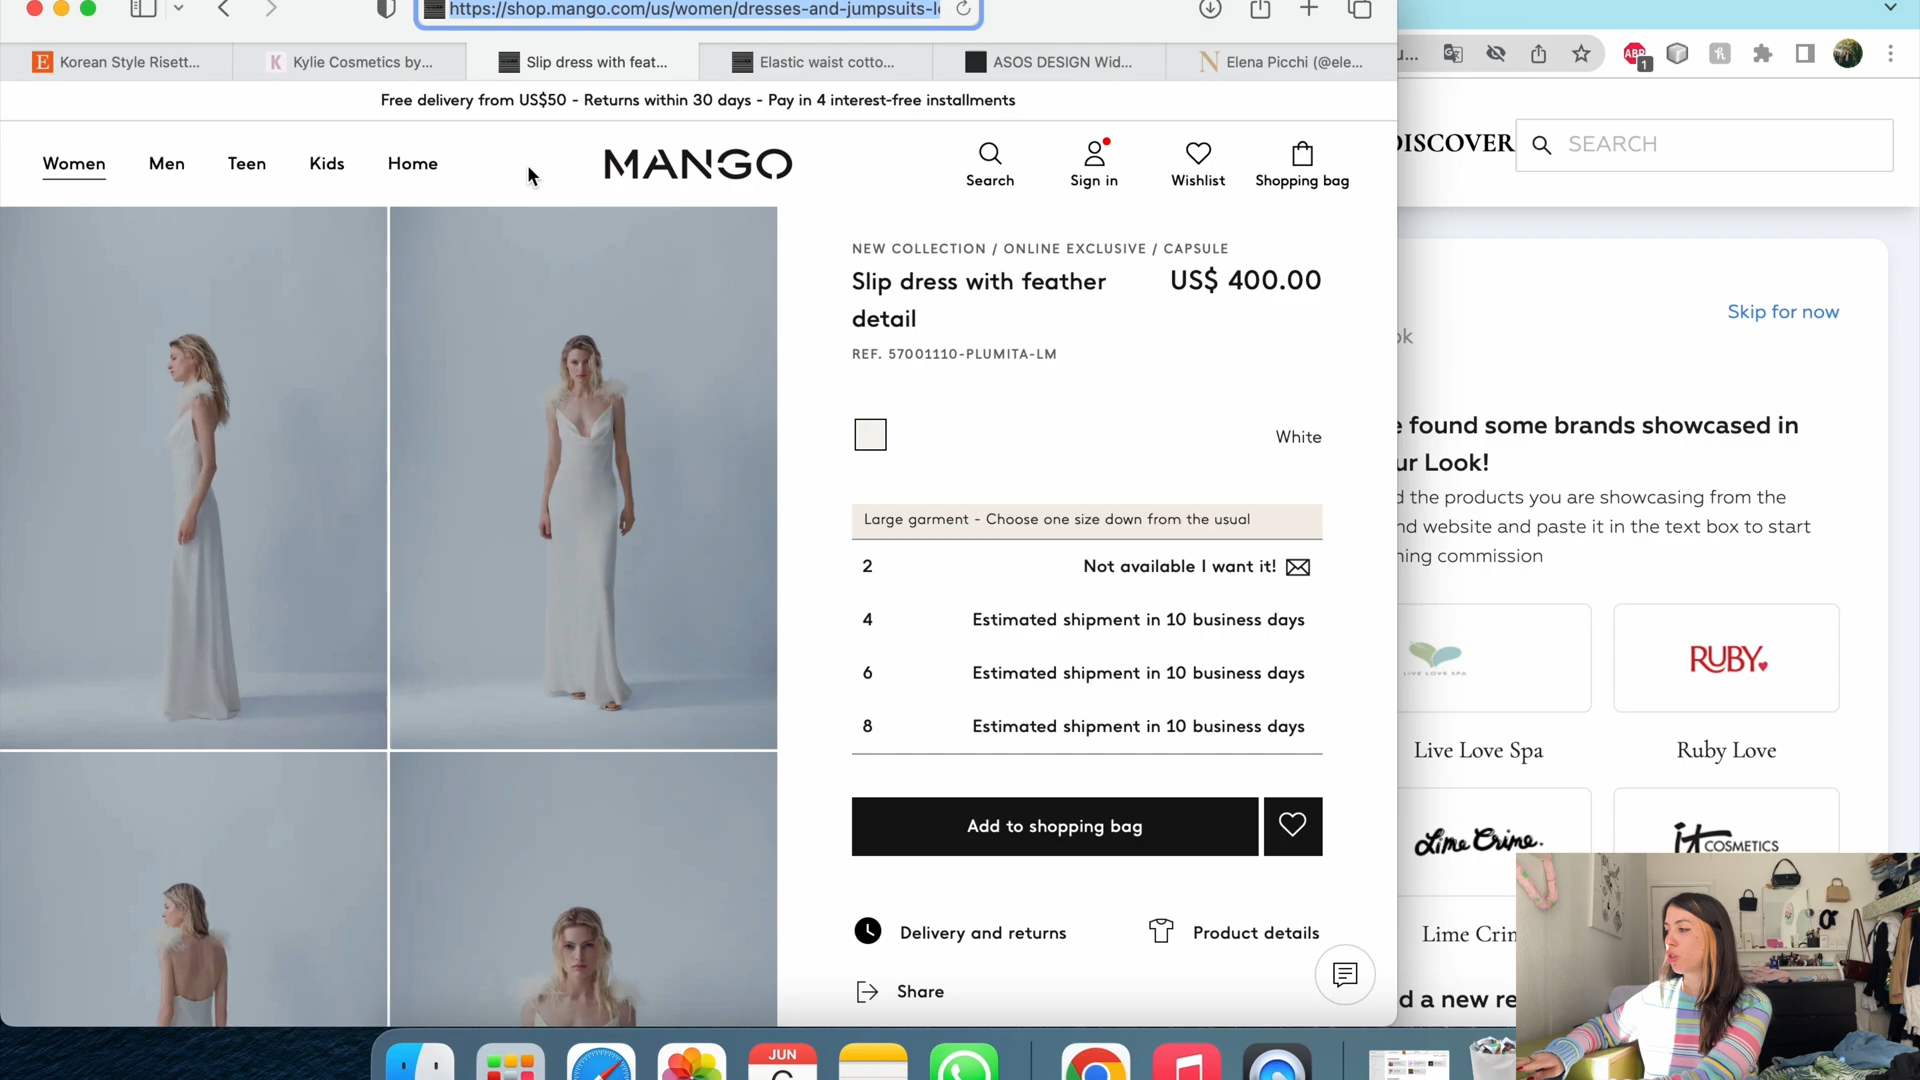 https://shop.mango.com/us/women/dresses-and-jumpsuits-l
Korean Style Risett...
Kylie Cosmetics by...
Slip dress with feat...
Elastic waist cotto...
ASOS DESIGN Wid...
Elena Picchi (@ele...
Free delivery from US$50 - Returns within 30 days - Pay in 4 interest-free installments
Women
Men
Teen
Kids
Home
MANGO
Search
Sign in
Wishlist
Shopping bag
NEW COLLECTION / ONLINE EXCLUSIVE / CAPSULE
Slip dress with feather
detail
US$ 400.00
REF. 57001110-PLUMITA-LM
White
Large garment - Choose one size down from the usual
2 Not available I want it!
4 Estimated shipment in 10 business days
6 Estimated shipment in 10 business days
8 Estimated shipment in 10 business days
Add to shopping bag
Delivery and returns
Product details
Share
u...
ABP
1
DISCOVER
SEARCH
Skip for now
ok
e found some brands showcased in
ur Look!
d the products you are showcasing from the
nd website and paste it in the text box to start
ning commission
LIVE LOVE SPA
RUBY
Live Love Spa
Ruby Love
Lime Crime.
iT COSMETICS
Lime Crim
d a new re
JUN